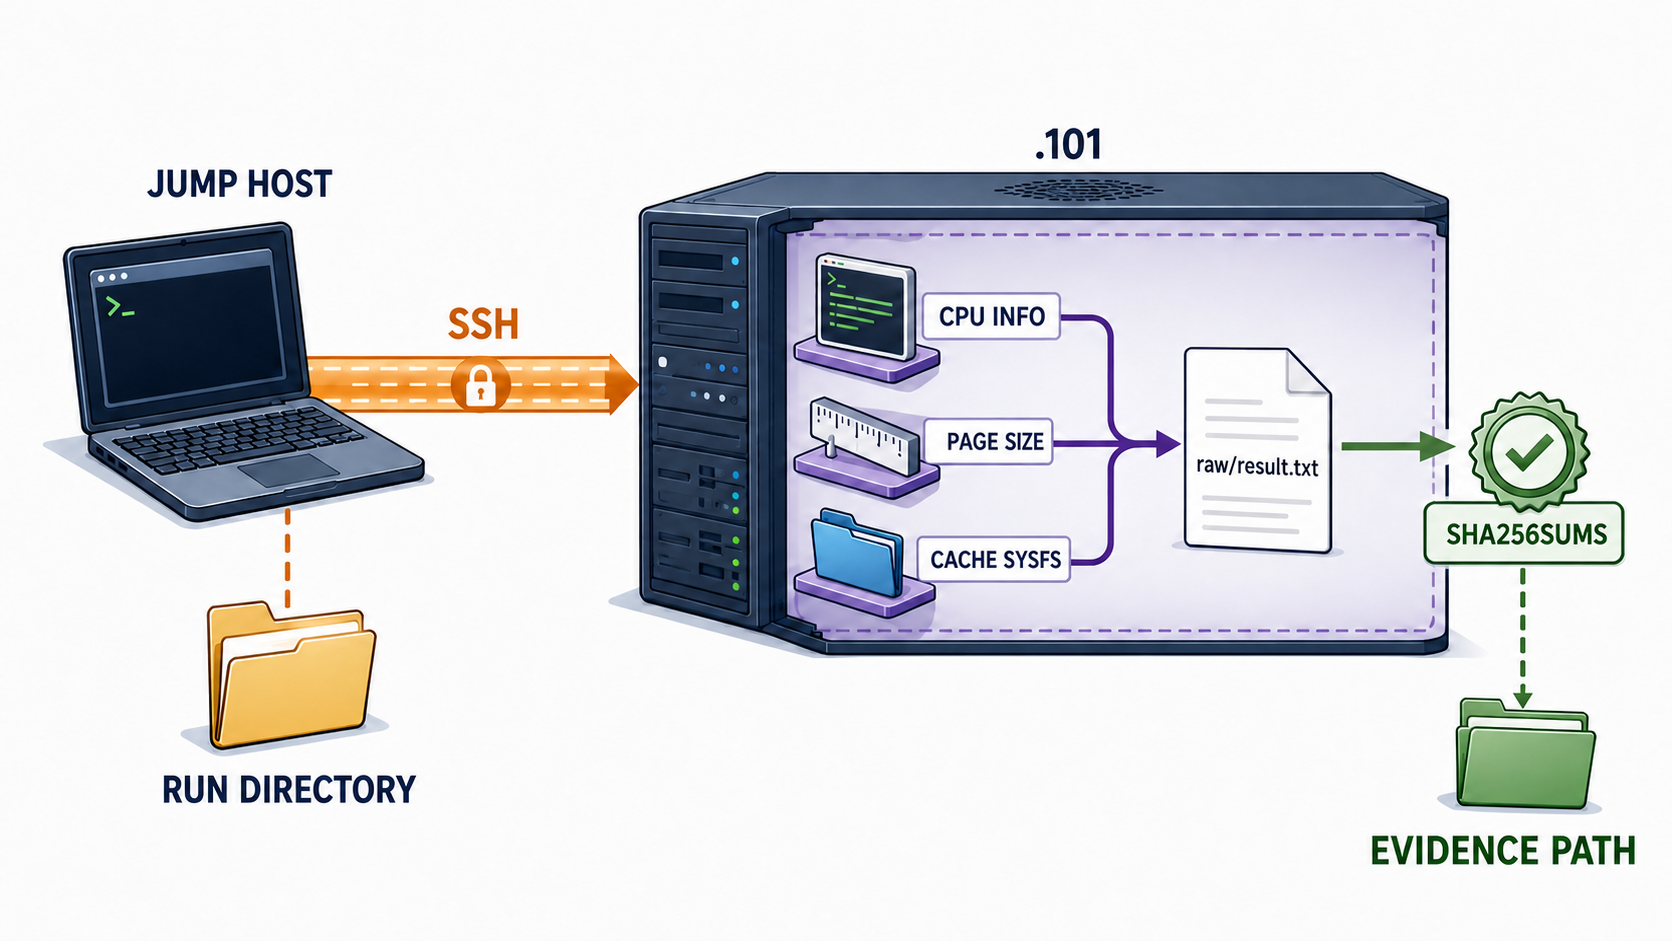 JUMP HOST
>_
SSH
RUN DIRECTORY
.101
>_
CPU INFO
PAGE SIZE
CACHE SYSFS
raw/result.txt
SHA256SUMS
EVIDENCE PATH